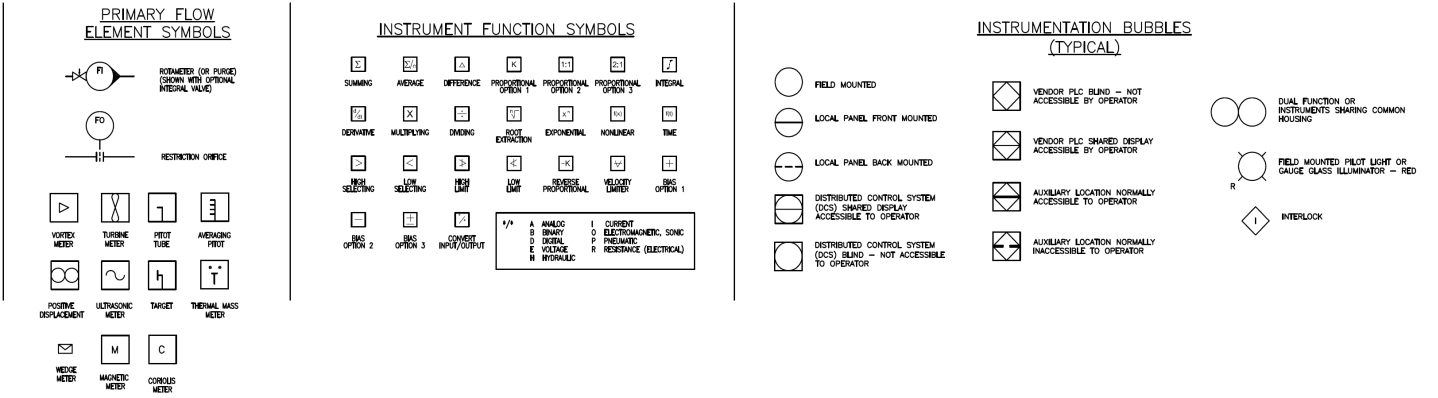 PRIMARY FLOW
ELEMENT SYMBOLS
FI
ROTAMETER (OR PURGE)
(SHOWN WITH OPTIONAL
INTEGRAL VALVE)
FO
RESTRICTION ORIFICE
VORTEX
METER
TURBINE
METER
PITOT
TUBE
AVERAGING
PITOT
POSITIVE
DISPLACEMENT
ULTRASONIC
METER
TARGET
THERMAL MASS
METER
WEDGE
METER
M
MAGNETIC
METER
C
CORIOLIS
METER
INSTRUMENT FUNCTION SYMBOLS
Σ
SUMMING
Σ/n
AVERAGE
Δ
DIFFERENCE
K
PROPORTIONAL
OPTION 1
1:1
PROPORTIONAL
OPTION 2
2:1
PROPORTIONAL
OPTION 3
∫
INTEGRAL
d/dt
DERIVATIVE
X
MULTIPLYING
÷
DIVIDING
n√
ROOT
EXTRACTION
X^n
EXPONENTIAL
f(x)
NONLINEAR
f(t)
TIME
>
HIGH
SELECTING
<
LOW
SELECTING
HIGH
LIMIT
LOW
LIMIT
-K
REVERSE
PROPORTIONAL
VELOCITY
LIMITER
+
BIAS
OPTION 1
−
BIAS
OPTION 2
±
BIAS
OPTION 3
*/*
CONVERT
INPUT/OUTPUT
*/*
A ANALOG
B BINARY
D DIGITAL
E VOLTAGE
H HYDRAULIC
I CURRENT
O ELECTROMAGNETIC, SONIC
P PNEUMATIC
R RESISTANCE (ELECTRICAL)
INSTRUMENTATION BUBBLES
(TYPICAL)
FIELD MOUNTED
LOCAL PANEL FRONT MOUNTED
LOCAL PANEL BACK MOUNTED
DISTRIBUTED CONTROL SYSTEM
(DCS) SHARED DISPLAY
ACCESSIBLE TO OPERATOR
DISTRIBUTED CONTROL SYSTEM
(DCS) BLIND – NOT ACCESSIBLE
TO OPERATOR
VENDOR PLC BLIND – NOT
ACCESSIBLE BY OPERATOR
VENDOR PLC SHARED DISPLAY
ACCESSIBLE BY OPERATOR
AUXILIARY LOCATION NORMALLY
ACCESSIBLE TO OPERATOR
AUXILIARY LOCATION NORMALLY
INACCESSIBLE TO OPERATOR
DUAL FUNCTION OR
INSTRUMENTS SHARING COMMON
HOUSING
R
FIELD MOUNTED PILOT LIGHT OR
GAUGE GLASS ILLUMINATOR – RED
I
INTERLOCK